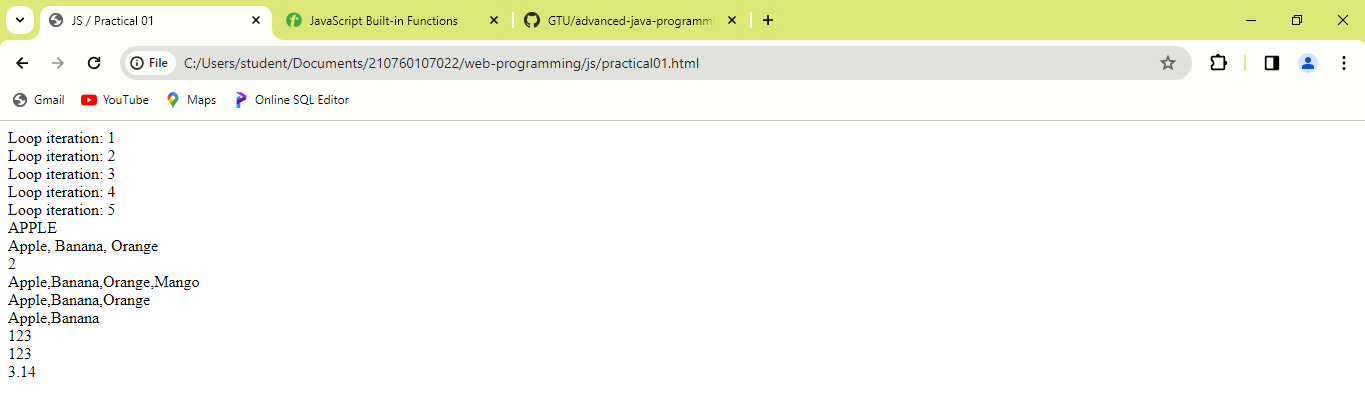 JS / Practical 01
JavaScript Built-in Functions
GTU/advanced-java-programm
File
C:/Users/student/Documents/210760107022/web-programming/js/practical01.html
Gmail
YouTube
Maps
Online SQL Editor
Loop iteration: 1
Loop iteration: 2
Loop iteration: 3
Loop iteration: 4
Loop iteration: 5
APPLE
Apple, Banana, Orange
2
Apple,Banana,Orange,Mango
Apple,Banana,Orange
Apple,Banana
123
123
3.14